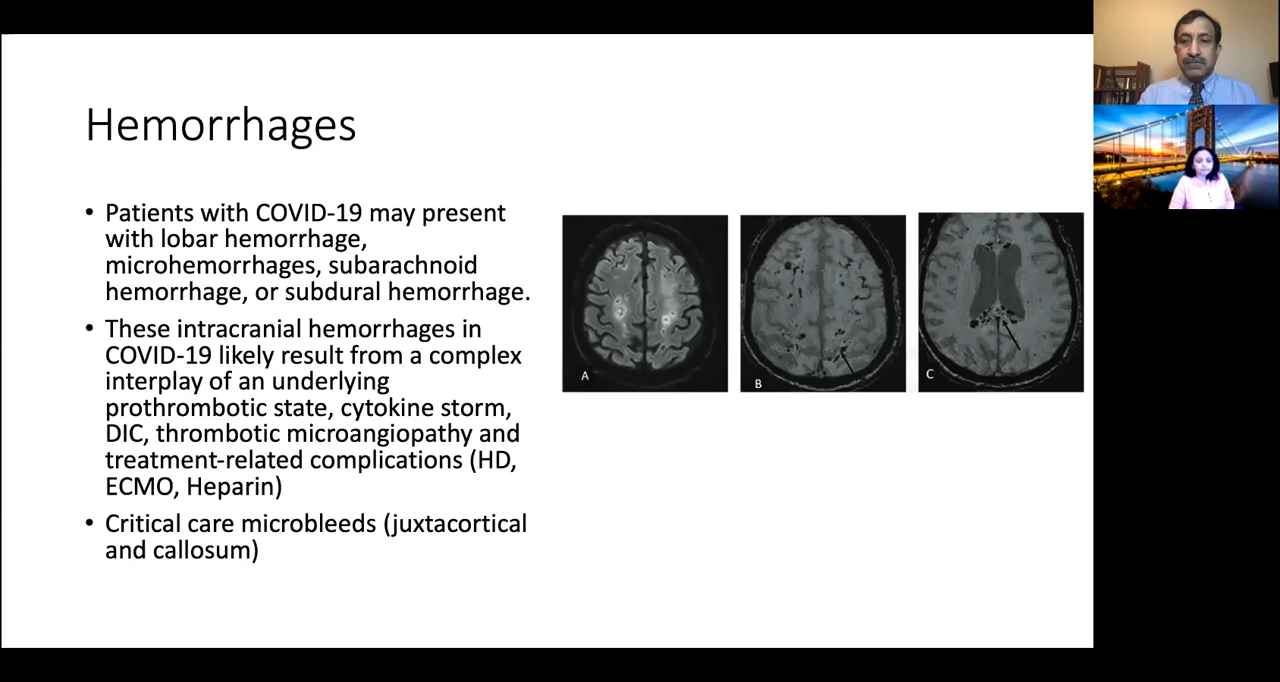 Hemorrhages
• Patients with COVID-19 may present
with lobar hemorrhage,
microhemorrhages, subarachnoid
hemorrhage, or subdural hemorrhage.
• These intracranial hemorrhages in
COVID-19 likely result from a complex
interplay of an underlying
prothrombotic state, cytokine storm,
DIC, thrombotic microangiopathy and
treatment-related complications (HD,
ECMO, Heparin)
• Critical care microbleeds (juxtacortical
and callosum)
A
B
C